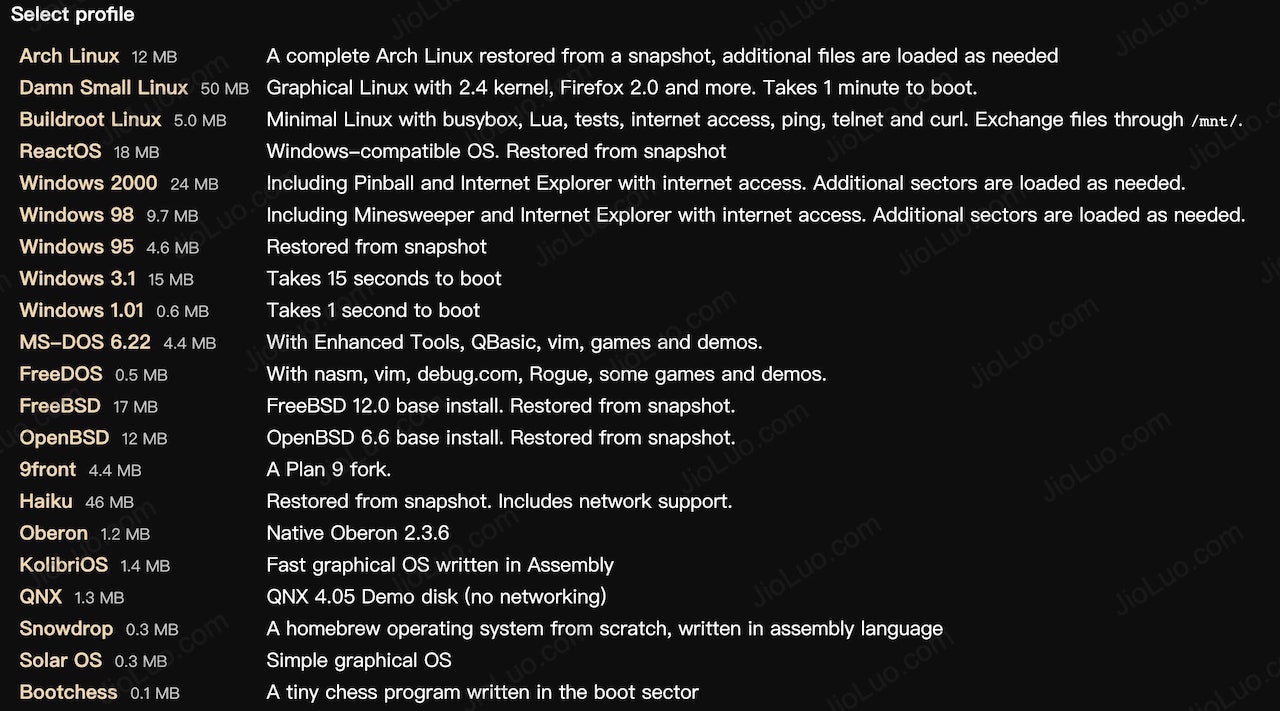 Select profile
Arch Linux 12 MB A complete Arch Linux restored from a snapshot, additional files are loaded as needed
Damn Small Linux 50 MB Graphical Linux with 2.4 kernel, Firefox 2.0 and more. Takes 1 minute to boot.
Buildroot Linux 5.0 MB Minimal Linux with busybox, Lua, tests, internet access, ping, telnet and curl. Exchange files through /mnt/.
ReactOS 18 MB Windows-compatible OS. Restored from snapshot
Windows 2000 24 MB Including Pinball and Internet Explorer with internet access. Additional sectors are loaded as needed.
Windows 98 9.7 MB Including Minesweeper and Internet Explorer with internet access. Additional sectors are loaded as needed.
Windows 95 4.6 MB Restored from snapshot
Windows 3.1 15 MB Takes 15 seconds to boot
Windows 1.01 0.6 MB Takes 1 second to boot
MS-DOS 6.22 4.4 MB With Enhanced Tools, QBasic, vim, games and demos.
FreeDOS 0.5 MB With nasm, vim, debug.com, Rogue, some games and demos.
FreeBSD 17 MB FreeBSD 12.0 base install. Restored from snapshot.
OpenBSD 12 MB OpenBSD 6.6 base install. Restored from snapshot.
9front 4.4 MB A Plan 9 fork.
Haiku 46 MB Restored from snapshot. Includes network support.
Oberon 1.2 MB Native Oberon 2.3.6
KolibriOS 1.4 MB Fast graphical OS written in Assembly
QNX 1.3 MB QNX 4.05 Demo disk (no networking)
Snowdrop 0.3 MB A homebrew operating system from scratch, written in assembly language
Solar OS 0.3 MB Simple graphical OS
Bootchess 0.1 MB A tiny chess program written in the boot sector
JioLuo.com